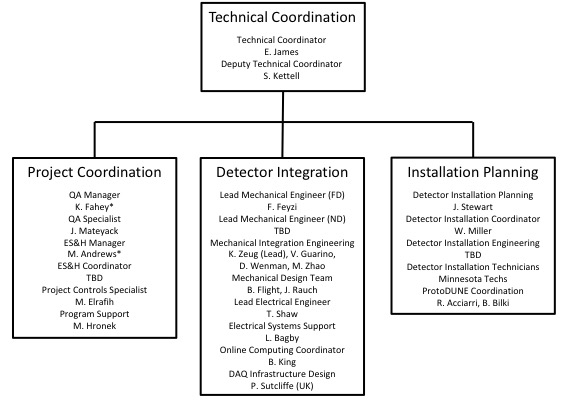 Technical Coordination
Technical Coordinator
E. James
Deputy Technical Coordinator
S. Kettell
Project Coordination
QA Manager
K. Fahey*
QA Specialist
J. Mateyack
ES&H Manager
M. Andrews*
ES&H Coordinator
TBD
Project Controls Specialist
M. Elrafih
Program Support
M. Hronek
Detector Integration
Lead Mechanical Engineer (FD)
F. Feyzi
Lead Mechanical Engineer (ND)
TBD
Mechanical Integration Engineering
K. Zeug (Lead), V. Guarino,
D. Wenman, M. Zhao
Mechanical Design Team
B. Flight, J. Rauch
Lead Electrical Engineer
T. Shaw
Electrical Systems Support
L. Bagby
Online Computing Coordinator
B. King
DAQ Infrastructure Design
P. Sutcliffe (UK)
Installation Planning
Detector Installation Planning
J. Stewart
Detector Installation Coordinator
W. Miller
Detector Installation Engineering
TBD
Detector Installation Technicians
Minnesota Techs
ProtoDUNE Coordination
R. Acciarri, B. Bilki